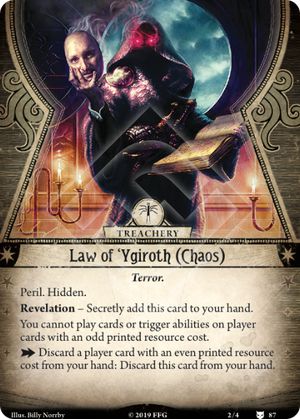 TREACHERY
Law of ‘Ygiroth (Chaos)
Terror.
Peril. Hidden.
Revelation – Secretly add this card to your hand.
You cannot play cards or trigger abilities on player
cards with an odd printed resource cost.
Discard a player card with an even printed resource
cost from your hand: Discard this card from your hand.
Illus. Billy Norrby © 2019 FFG 2/4 87